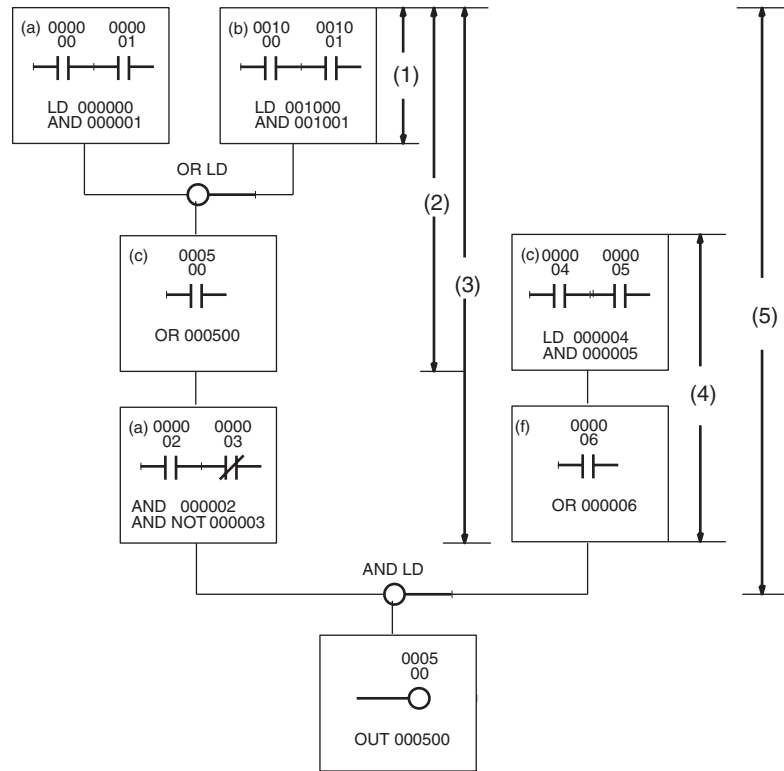 (a) 0000 0000
00 01
LD 000000
AND 000001
(b) 0010 0010
00 01
LD 001000
AND 001001
(1)
OR LD
(2)
(c) 0005
00
OR 000500
(3)
(c) 0000 0000
04 05
LD 000004
AND 000005
(4)
(5)
(a) 0000 0000
02 03
AND 000002
AND NOT 000003
(f) 0000
06
OR 000006
AND LD
0005
00
OUT 000500